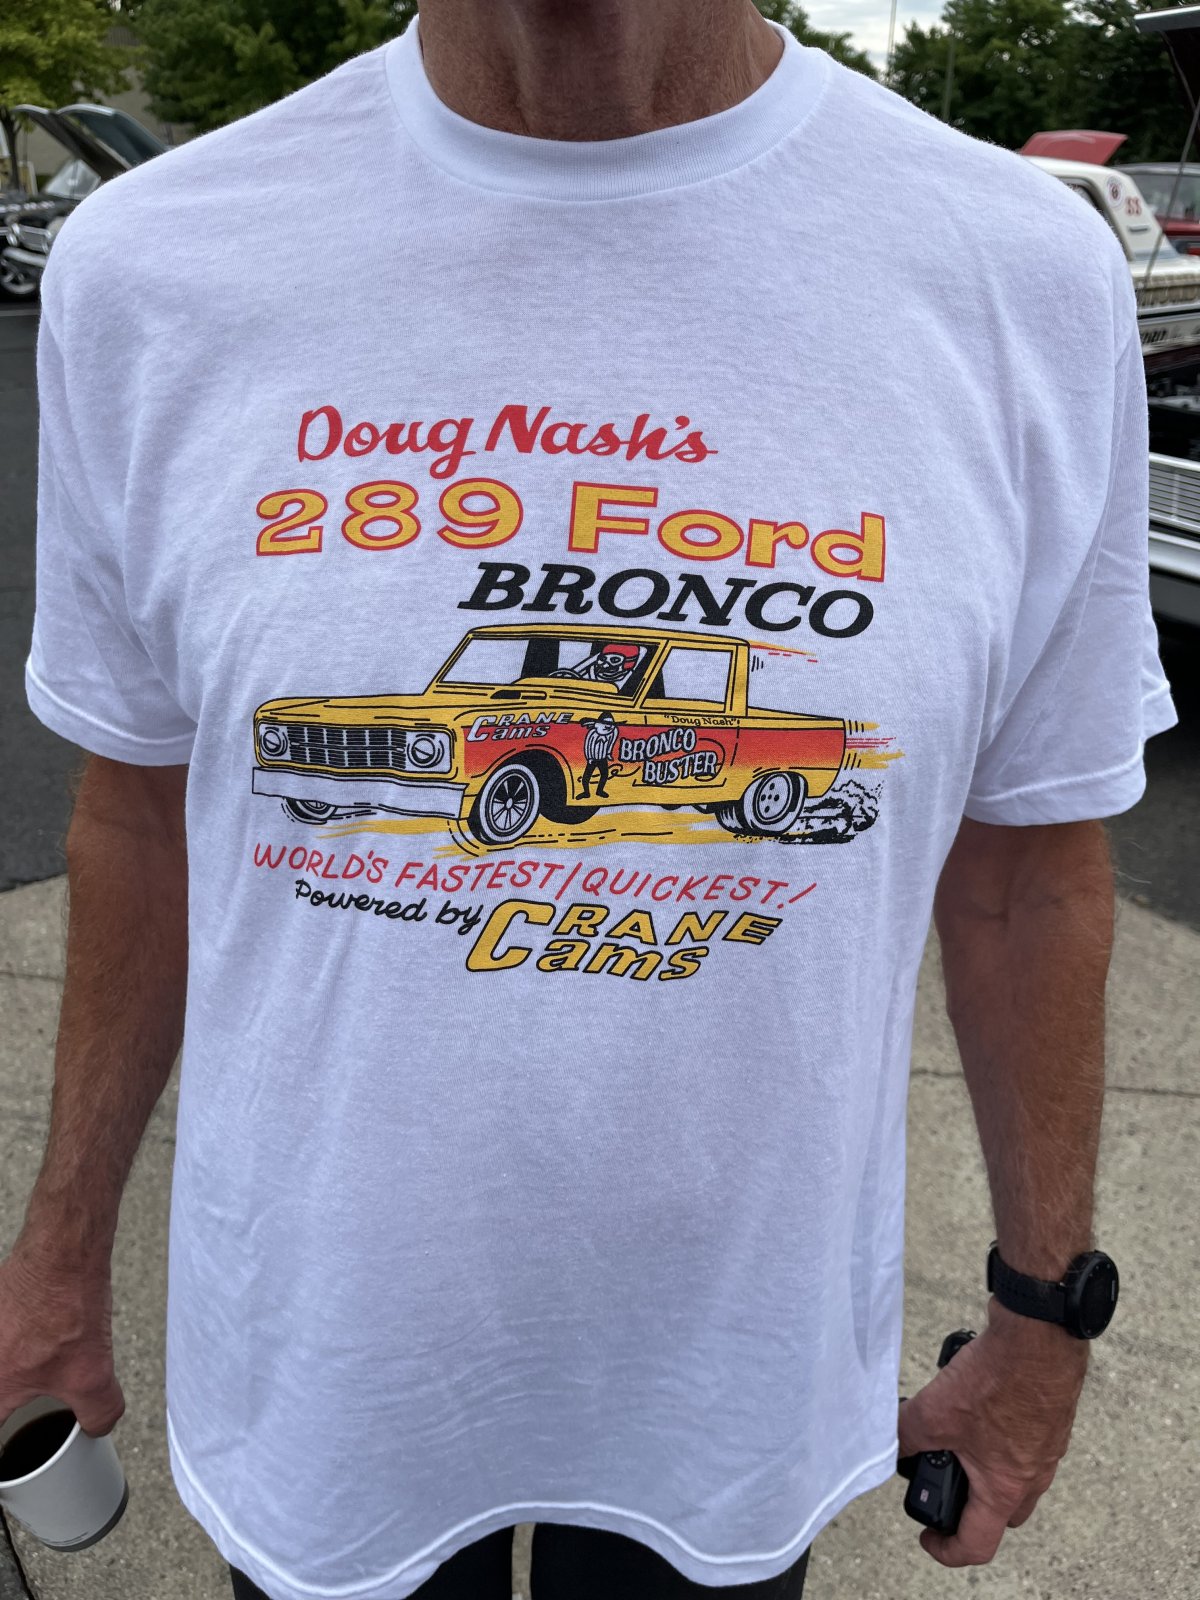 Doug Nash's
289 Ford
BRONCO
CRANE
Cams
"Doug Nash"
BRONCO
BUSTER
WORLD'S FASTEST/QUICKEST!
Powered by CRANE
Cams